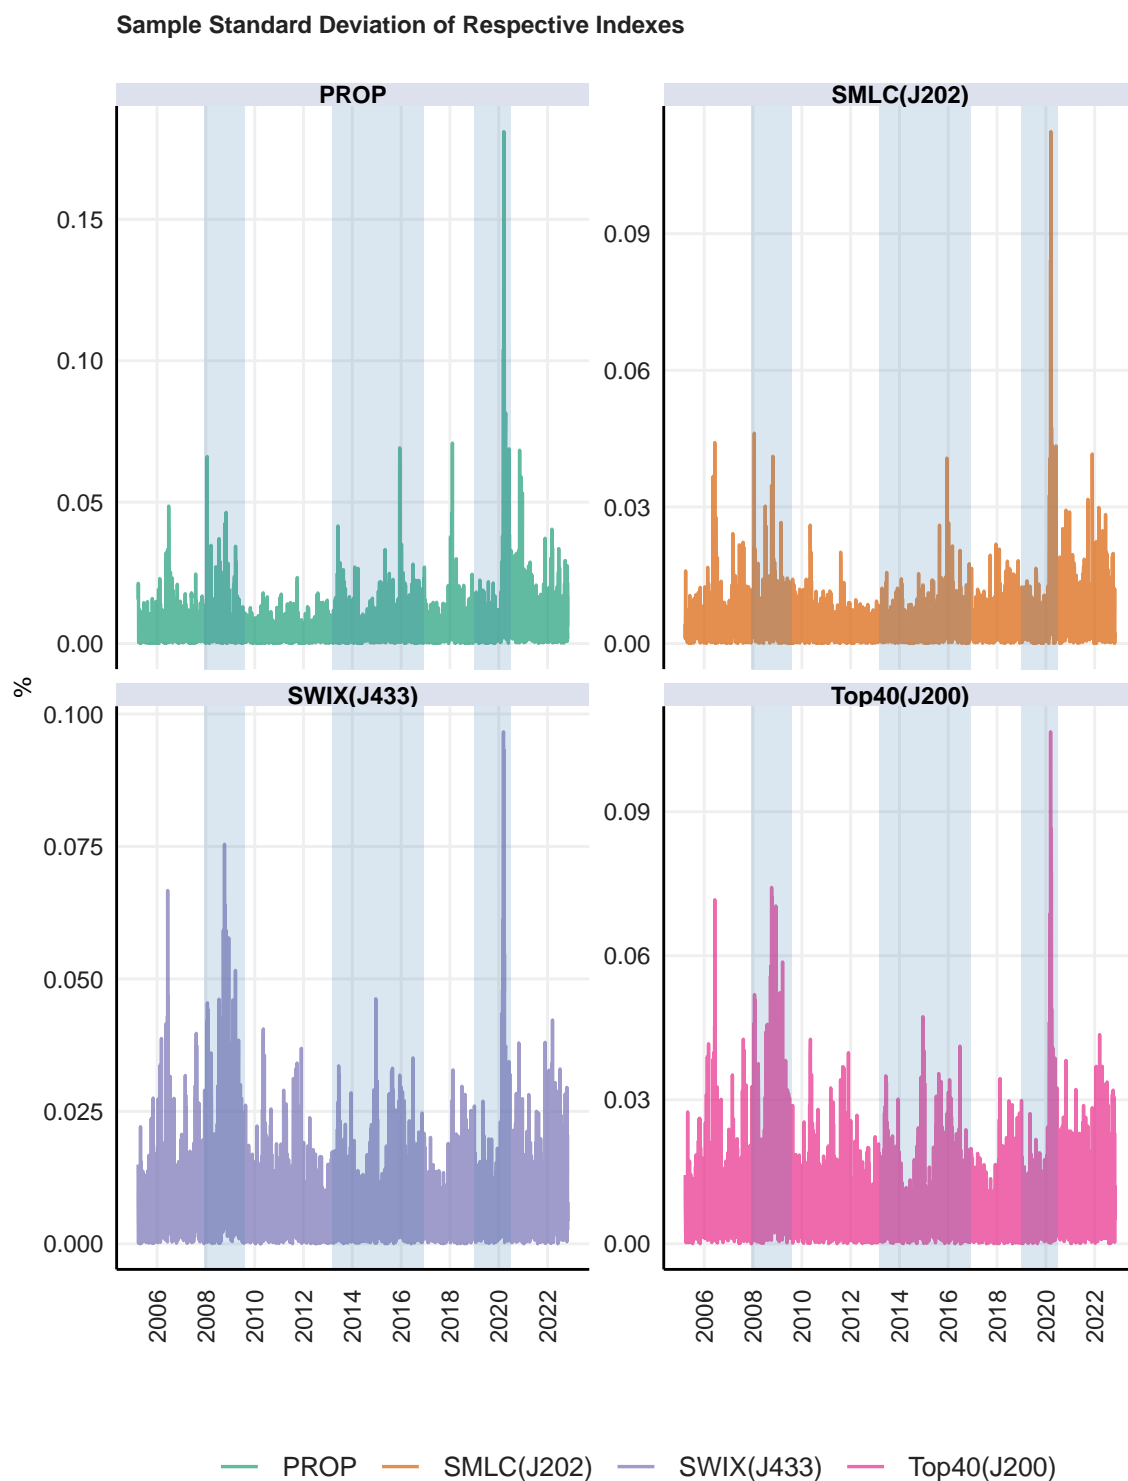 Sample Standard Deviation of Respective Indexes
PROP
SMLC(J202)
0.15
0.10
0.05
0.00
0.09
0.06
0.03
0.00
%
SWIX(J433)
Top40(J200)
0.100
0.075
0.050
0.025
0.000
0.09
0.06
0.03
0.00
2006 2008 2010 2012 2014 2016 2018 2020 2022
2006 2008 2010 2012 2014 2016 2018 2020 2022
PROP SMLC(J202) SWIX(J433) Top40(J200)